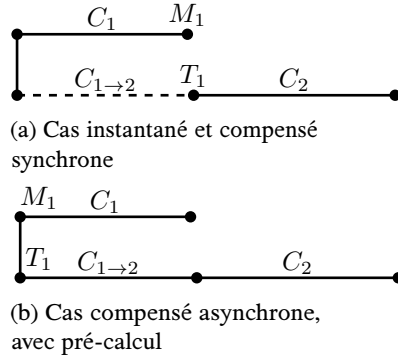 C₁ M₁
C₁→₂ T₁ C₂
(a) Cas instantané et compensé
synchrone
M₁ C₁
T₁ C₁→₂ C₂
(b) Cas compensé asynchrone,
avec pré-calcul